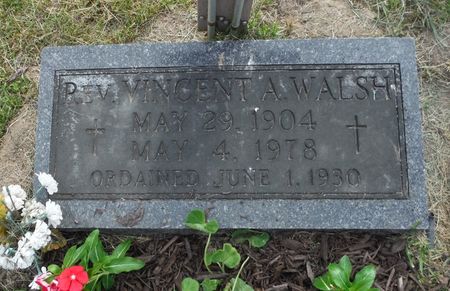 REV. VINCENT A. WALSH
MAY 29, 1904
MAY 4, 1978
ORDAINED JUNE 1, 1930